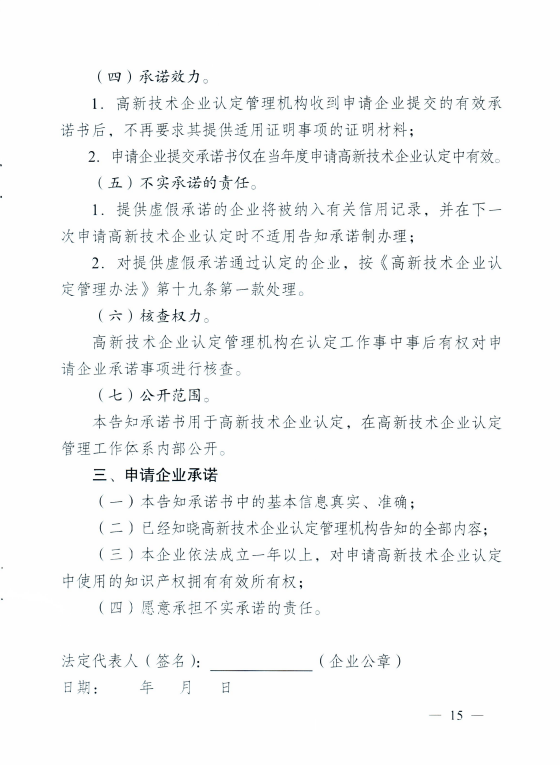 （四）承诺效力。
1．高新技术企业认定管理机构收到申请企业提交的有效承
诺书后，不再要求其提供适用证明事项的证明材料；
2．申请企业提交承诺书仅在当年度申请高新技术企业认定中有效。
（五）不实承诺的责任。
1．提供虚假承诺的企业将被纳入有关信用记录，并在下一
次申请高新技术企业认定时不适用告知承诺制办理；
2．对提供虚假承诺通过认定的企业，按《高新技术企业认
定管理办法》第十九条第一款处理。
（六）核查权力。
高新技术企业认定管理机构在认定工作事中事后有权对申
请企业承诺事项进行核查。
（七）公开范围。
本告知承诺书用于高新技术企业认定，在高新技术企业认定
管理工作体系内部公开。
三、申请企业承诺
（一）本告知承诺书中的基本信息真实、准确；
（二）已经知晓高新技术企业认定管理机构告知的全部内容；
（三）本企业依法成立一年以上，对申请高新技术企业认定
中使用的知识产权拥有有效所有权；
（四）愿意承担不实承诺的责任。
法定代表人（签名）：____________（企业公章）
日期： 年 月 日
— 15 —